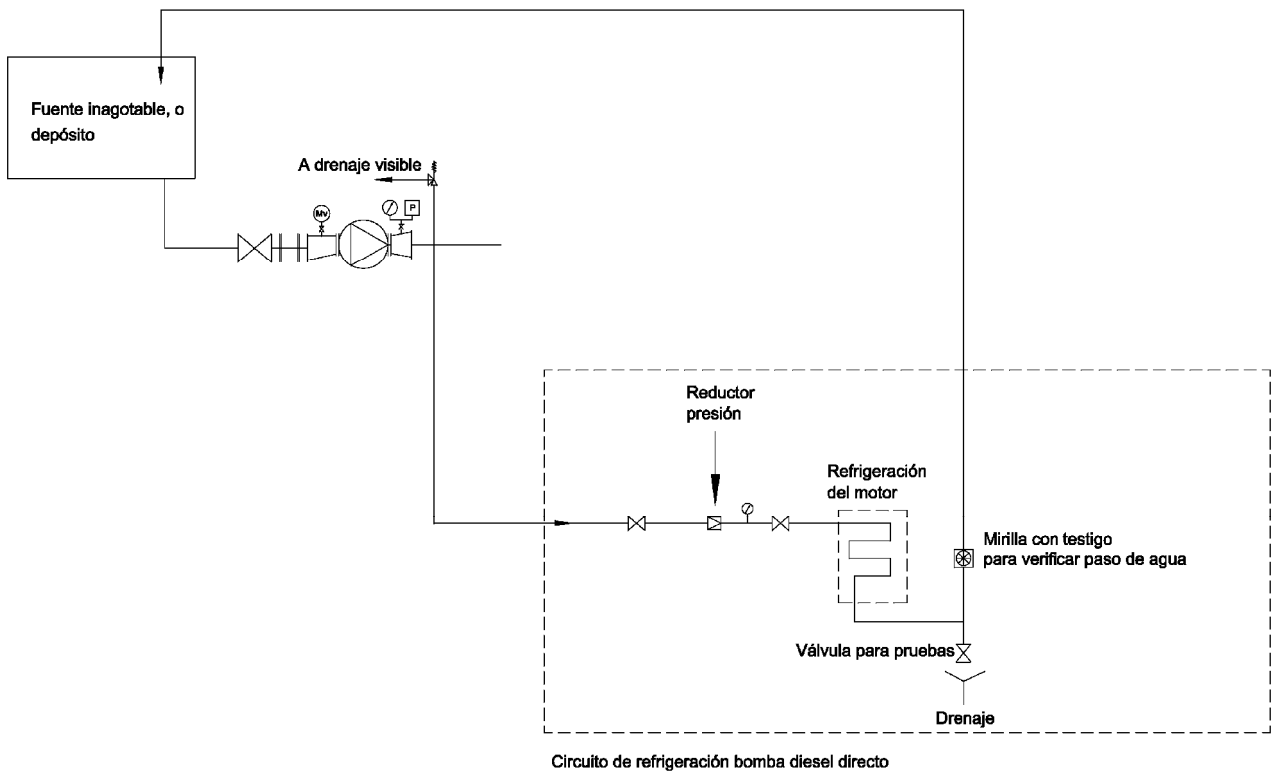 Fuente inagotable, o
depósito
A drenaje visible
Mv
P
Reductor
presión
Refrigeración
del motor
Mirilla con testigo
para verificar paso de agua
Válvula para pruebas
Drenaje
Circuito de refrigeración bomba diesel directo